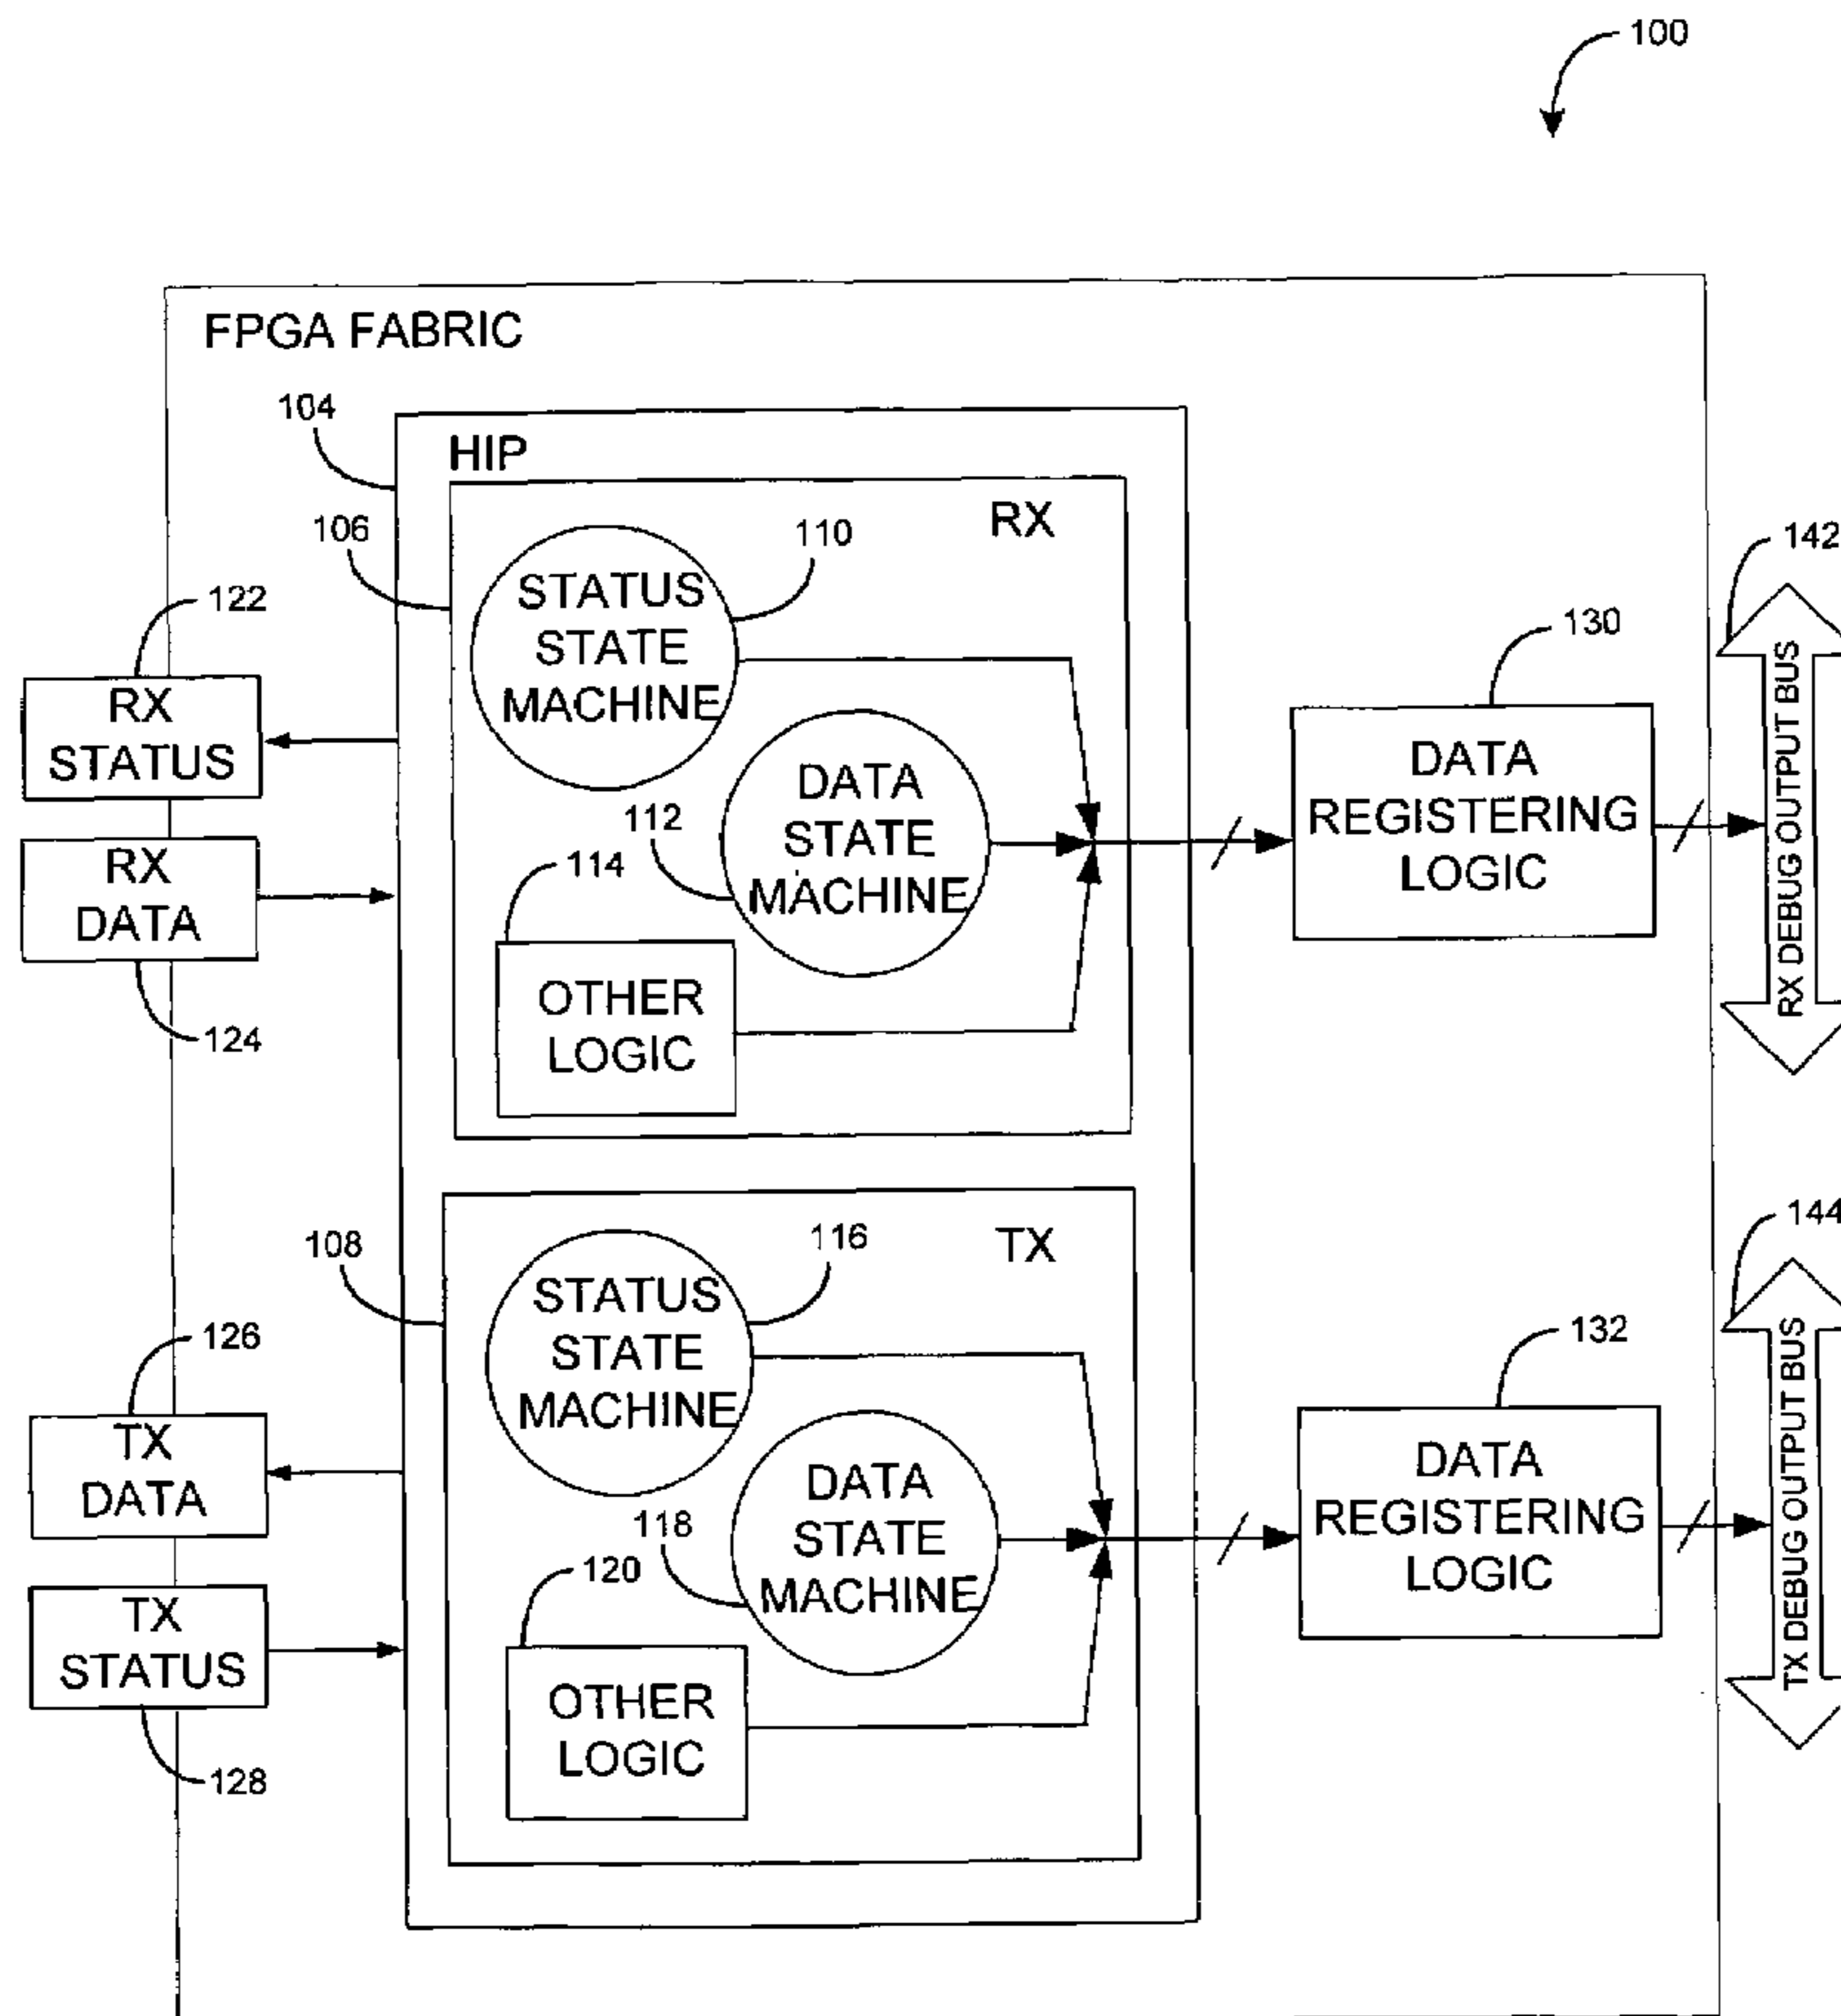 100
FPGA FABRIC
104
HIP
RX
106
110
STATUS
STATE
MACHINE
142
122
RX
STATUS
130
DATA
REGISTERING
LOGIC
RX DEBUG OUTPUT BUS
112
DATA
STATE
MACHINE
RX
DATA
124
114
OTHER
LOGIC
108
116
TX
STATUS
STATE
MACHINE
144
126
TX
DATA
132
DATA
REGISTERING
LOGIC
TX DEBUG OUTPUT BUS
118
DATA
STATE
MACHINE
TX
STATUS
128
120
OTHER
LOGIC